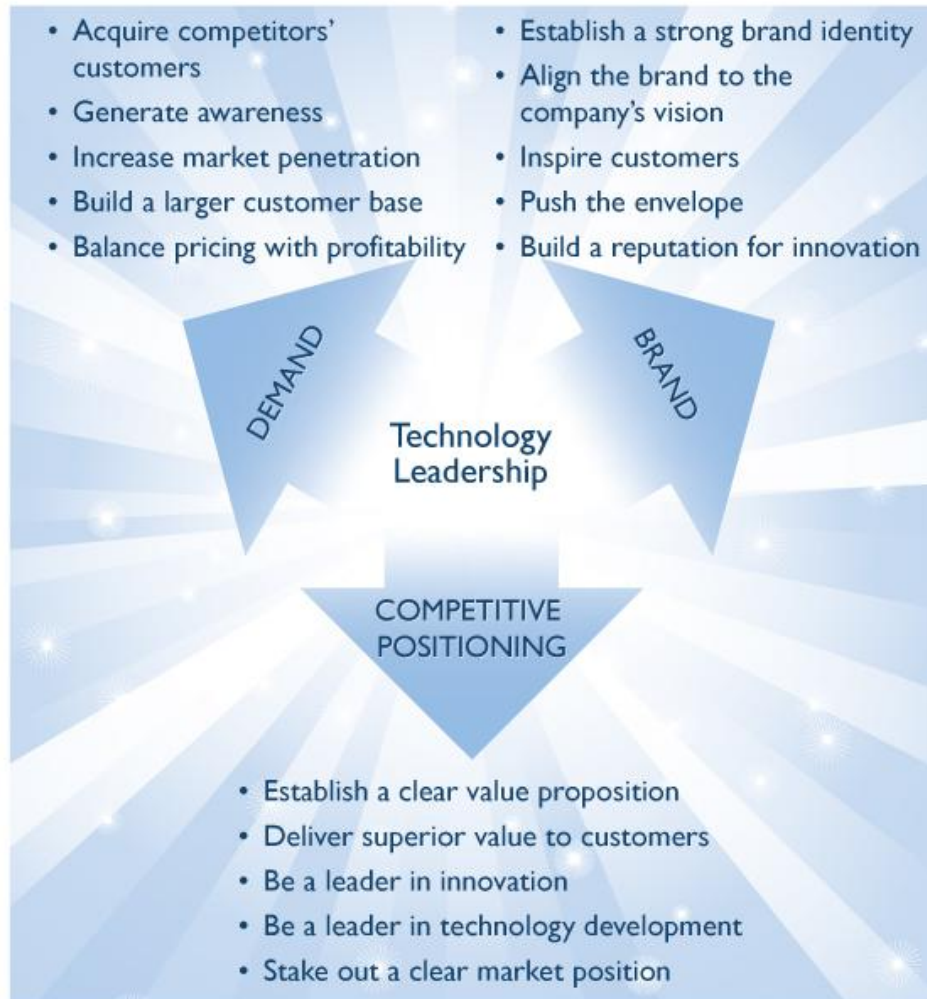 • Acquire competitors'
customers
• Generate awareness
• Increase market penetration
• Build a larger customer base
• Balance pricing with profitability
• Establish a strong brand identity
• Align the brand to the
company's vision
• Inspire customers
• Push the envelope
• Build a reputation for innovation
DEMAND
BRAND
Technology
Leadership
COMPETITIVE
POSITIONING
• Establish a clear value proposition
• Deliver superior value to customers
• Be a leader in innovation
• Be a leader in technology development
• Stake out a clear market position